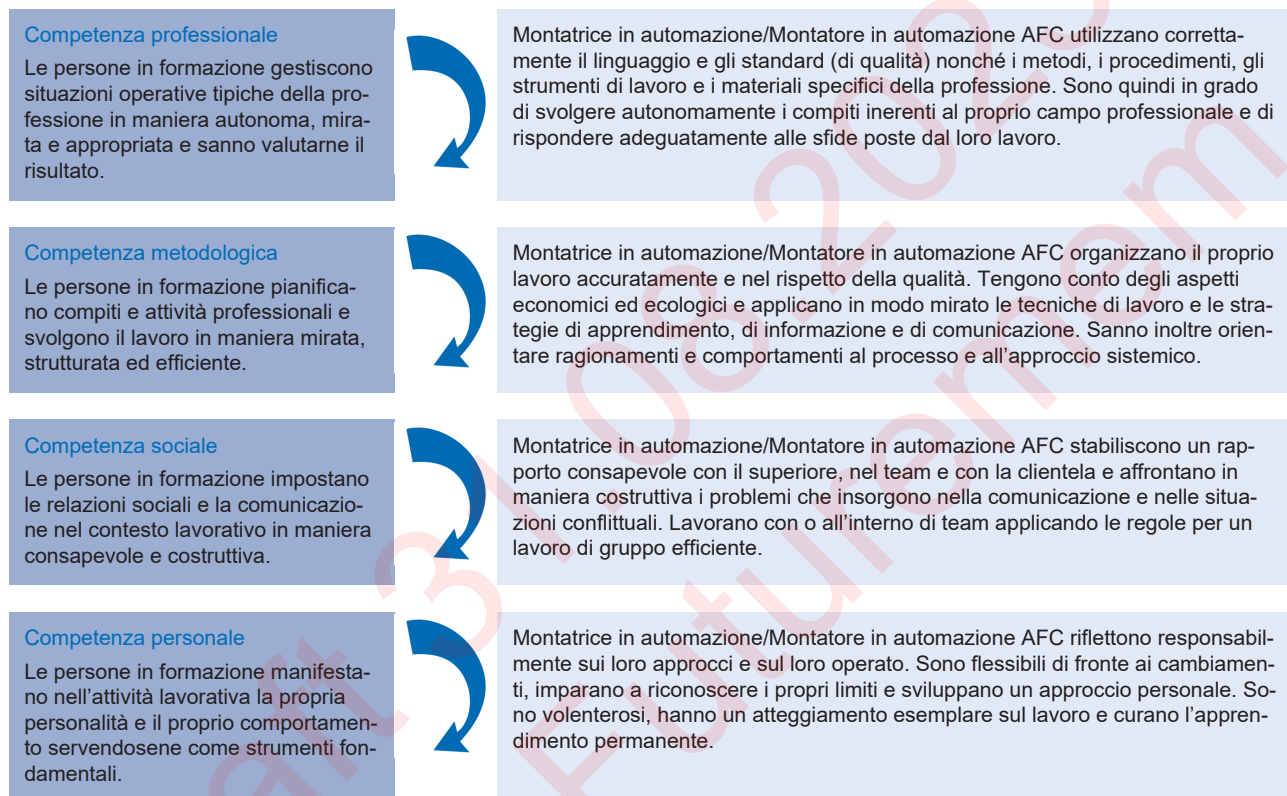 Competenza professionale
Le persone in formazione gestiscono
situazioni operative tipiche della pro-
fessione in maniera autonoma, mira-
ta e appropriata e sanno valutarne il
risultato.
Montatrice in automazione/Montatore in automazione AFC utilizzano corretta-
mente il linguaggio e gli standard (di qualità) nonché i metodi, i procedimenti, gli
strumenti di lavoro e i materiali specifici della professione. Sono quindi in grado
di svolgere autonomamente i compiti inerenti al proprio campo professionale e di
rispondere adeguatamente alle sfide poste dal loro lavoro.
Competenza metodologica
Le persone in formazione pianifica-
no compiti e attività professionali e
svolgono il lavoro in maniera mirata,
strutturata ed efficiente.
Montatrice in automazione/Montatore in automazione AFC organizzano il proprio
lavoro accuratamente e nel rispetto della qualità. Tengono conto degli aspetti
economici ed ecologici e applicano in modo mirato le tecniche di lavoro e le stra-
tegie di apprendimento, di informazione e di comunicazione. Sanno inoltre orien-
tare ragionamenti e comportamenti al processo e all'approccio sistemico.
Competenza sociale
Le persone in formazione impostano
le relazioni sociali e la comunicazio-
ne nel contesto lavorativo in maniera
consapevole e costruttiva.
Montatrice in automazione/Montatore in automazione AFC stabiliscono un rap-
porto consapevole con il superiore, nel team e con la clientela e affrontano in
maniera costruttiva i problemi che insorgono nella comunicazione e nelle situa-
zioni conflittuali. Lavorano con o all'interno di team applicando le regole per un
lavoro di gruppo efficiente.
Competenza personale
Le persone in formazione manifesta-
no nell'attività lavorativa la propria
personalità e il proprio comportamen-
to servendosene come strumenti fon-
damentali.
Montatrice in automazione/Montatore in automazione AFC riflettono responsabil-
mente sui loro approcci e sul loro operato. Sono flessibili di fronte ai cambiamen-
ti, imparano a riconoscere i propri limiti e sviluppano un approccio personale. So-
no volenterosi, hanno un atteggiamento esemplare sul lavoro e curano l'appren-
dimento permanente.
aft 31.08.202
Futuremem